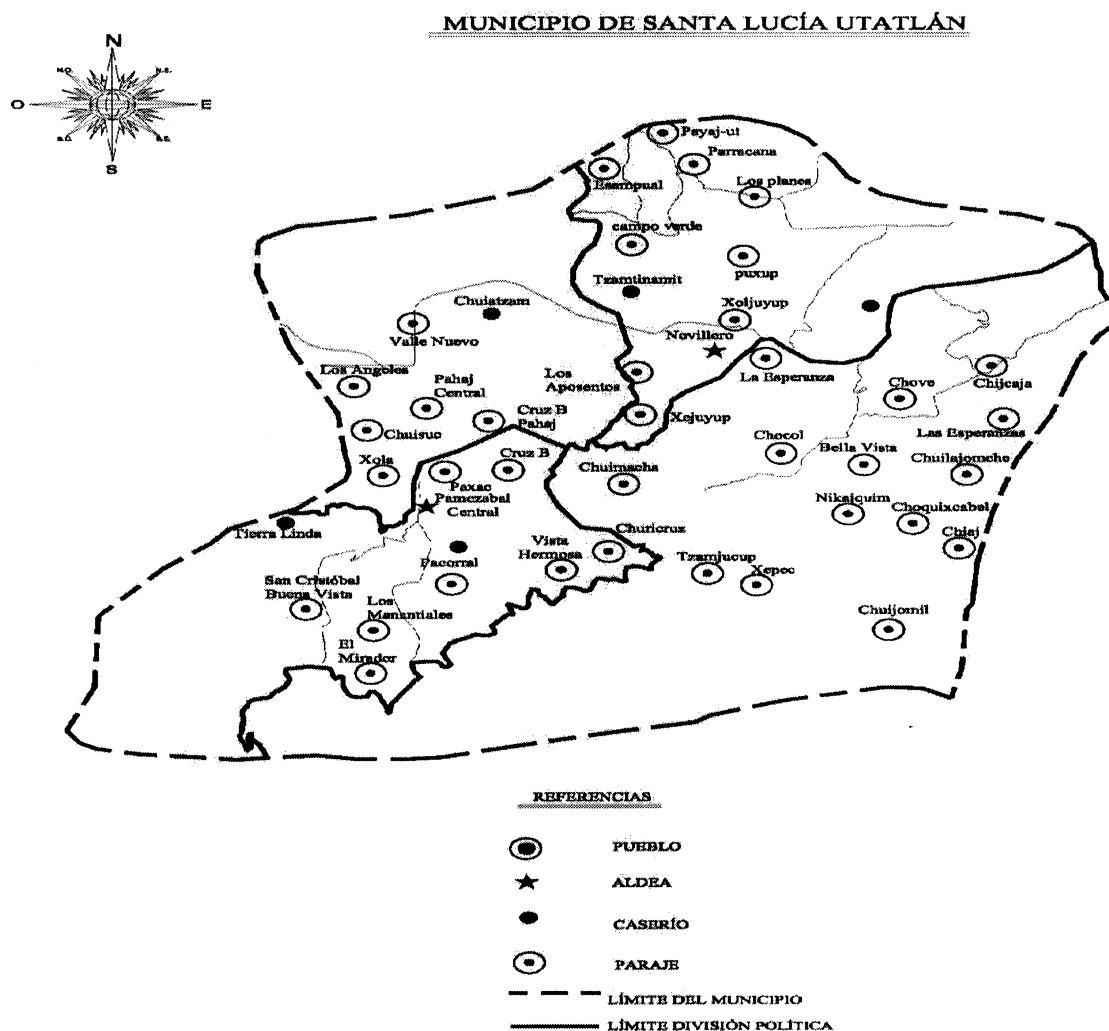 MUNICIPIO DE SANTA LUCÍA UTATLÁN
N
N.O.
N.E.
O
E
S.O.
S.E.
S
Payaj-ut
Parracana
Esampual
Los planes
campo verde
puxup
Tzamtinamit
Chuiatzam
Xoljuyup
Valle Nuevo
Novillero
Los Angeles
Los
Aposentos
La Esperanza
Pahaj
Central
Chove
Chijcaja
Cruz B
Pahaj
Xejuyup
Chuisuc
Las Esperanzas
Chocol
Bella Vista
Xola
Cruz B
Chuimacha
Chuilajomche
Paxac
Pamezabal
Central
Nikajquim
Choquixcabel
Tierra Linda
Vista
Hermosa
Churicruz
Chiaj
Pacorral
Tzamjucup
Xepec
San Cristóbal
Buena Vista
Los
Manantiales
Chuijomil
El
Mirador
REFERENCIAS
PUEBLO
ALDEA
CASERÍO
PARAJE
LÍMITE DEL MUNICIPIO
LÍMITE DIVISIÓN POLÍTICA